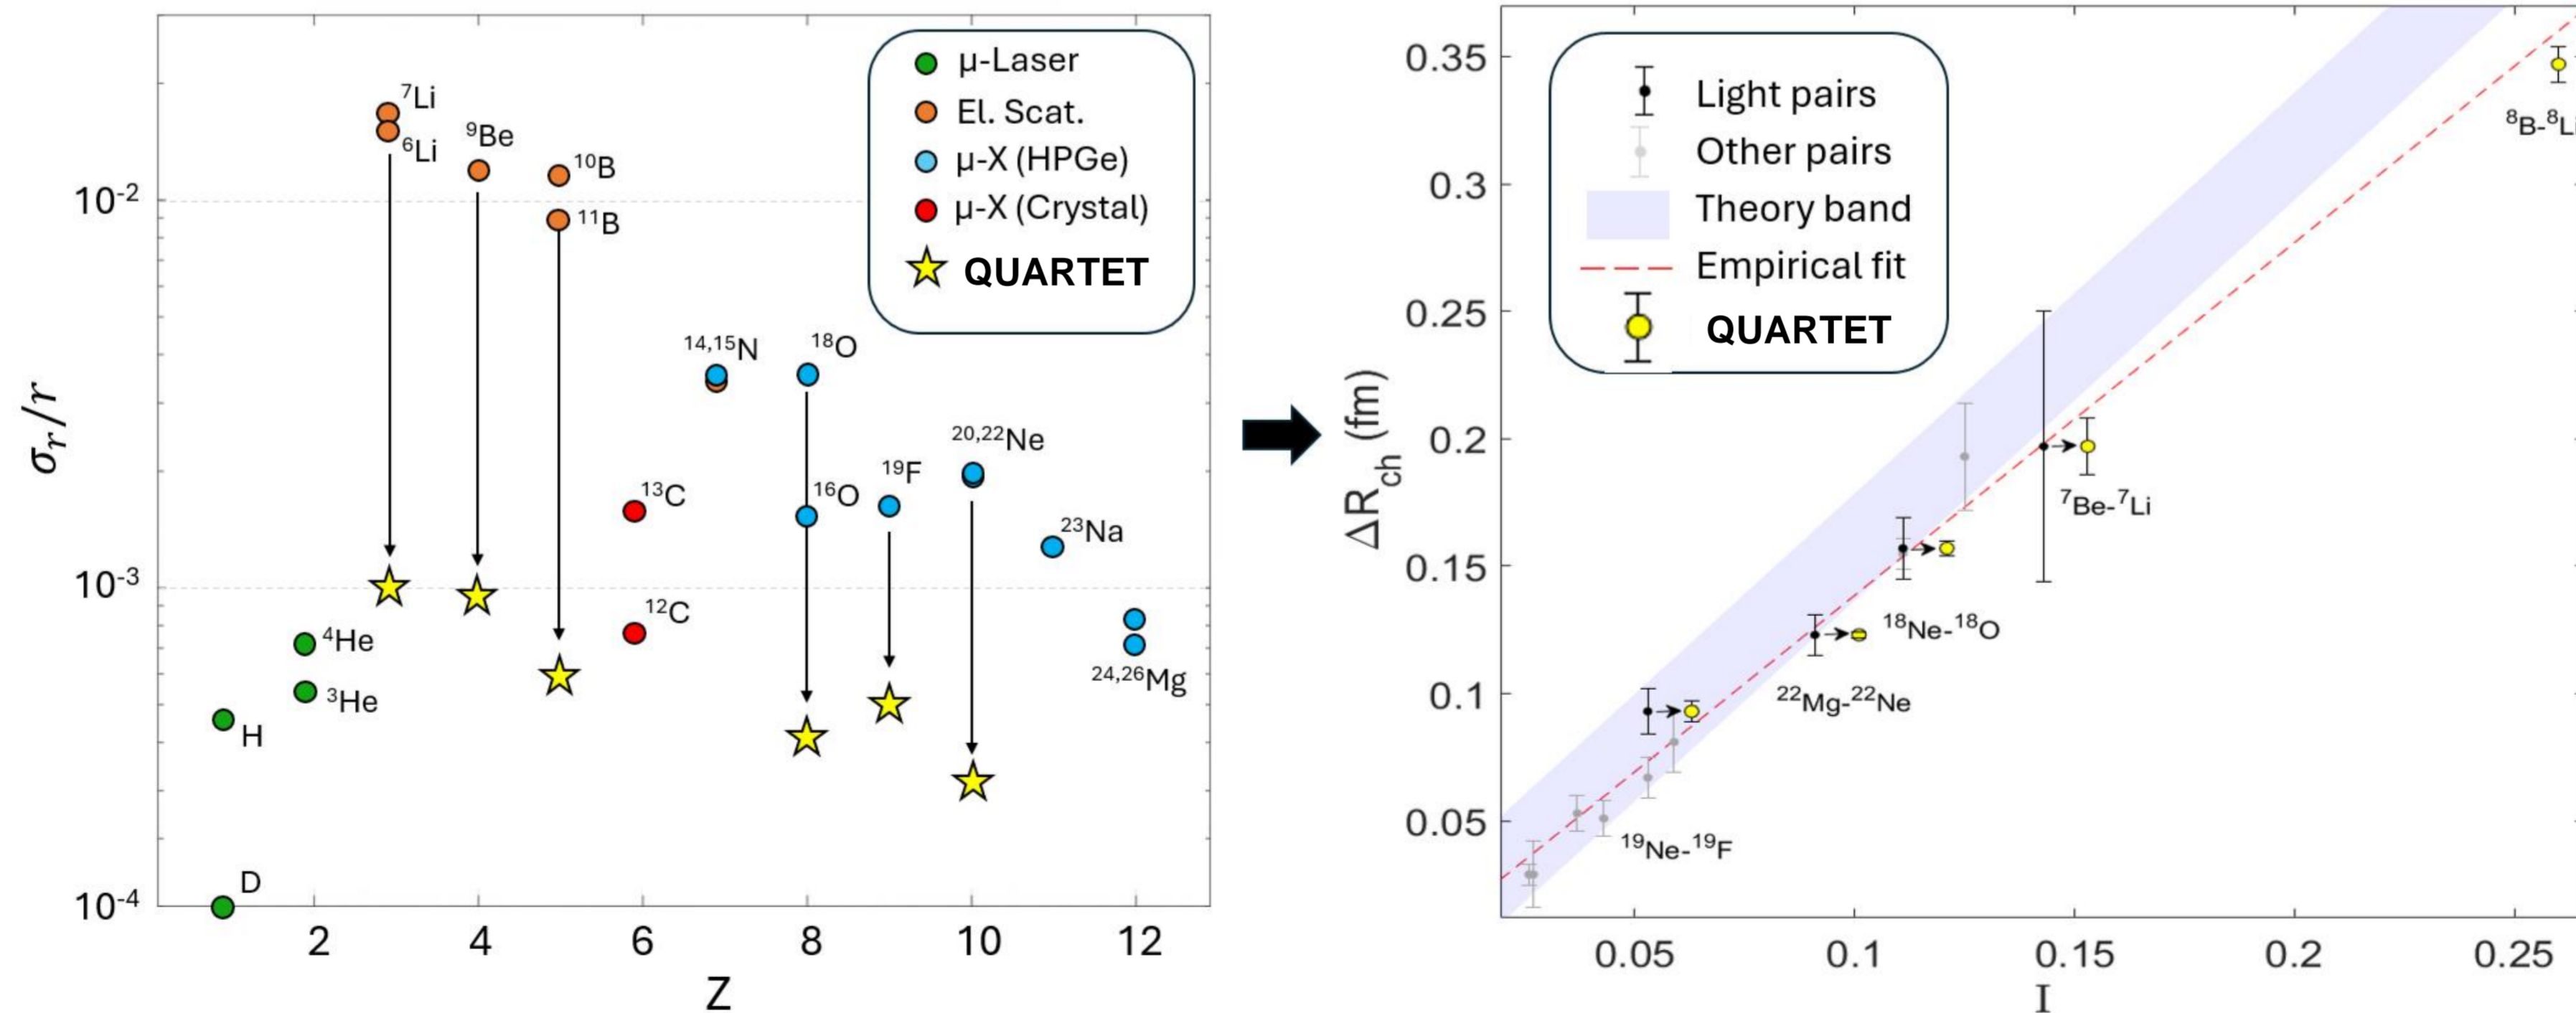 μ-Laser
El. Scat.
μ-X (HPGe)
μ-X (Crystal)
QUARTET
⁷Li
⁶Li
⁹Be
¹⁰B
¹¹B
¹⁴,¹⁵N
¹⁸O
¹⁶O
¹⁹F
²⁰,²²Ne
¹³C
¹²C
²³Na
²⁴,²⁶Mg
⁴He
³He
H
D
10⁻²
10⁻³
10⁻⁴
σᵣ/r
2 4 6 8 10 12
Z
Light pairs
Other pairs
Theory band
Empirical fit
QUARTET
0.35
0.3
0.25
0.2
0.15
0.1
0.05
ΔR_ch (fm)
⁸B-⁸Li
⁷Be-⁷Li
¹⁸Ne-¹⁸O
²²Mg-²²Ne
¹⁹Ne-¹⁹F
0.05 0.1 0.15 0.2 0.25
I